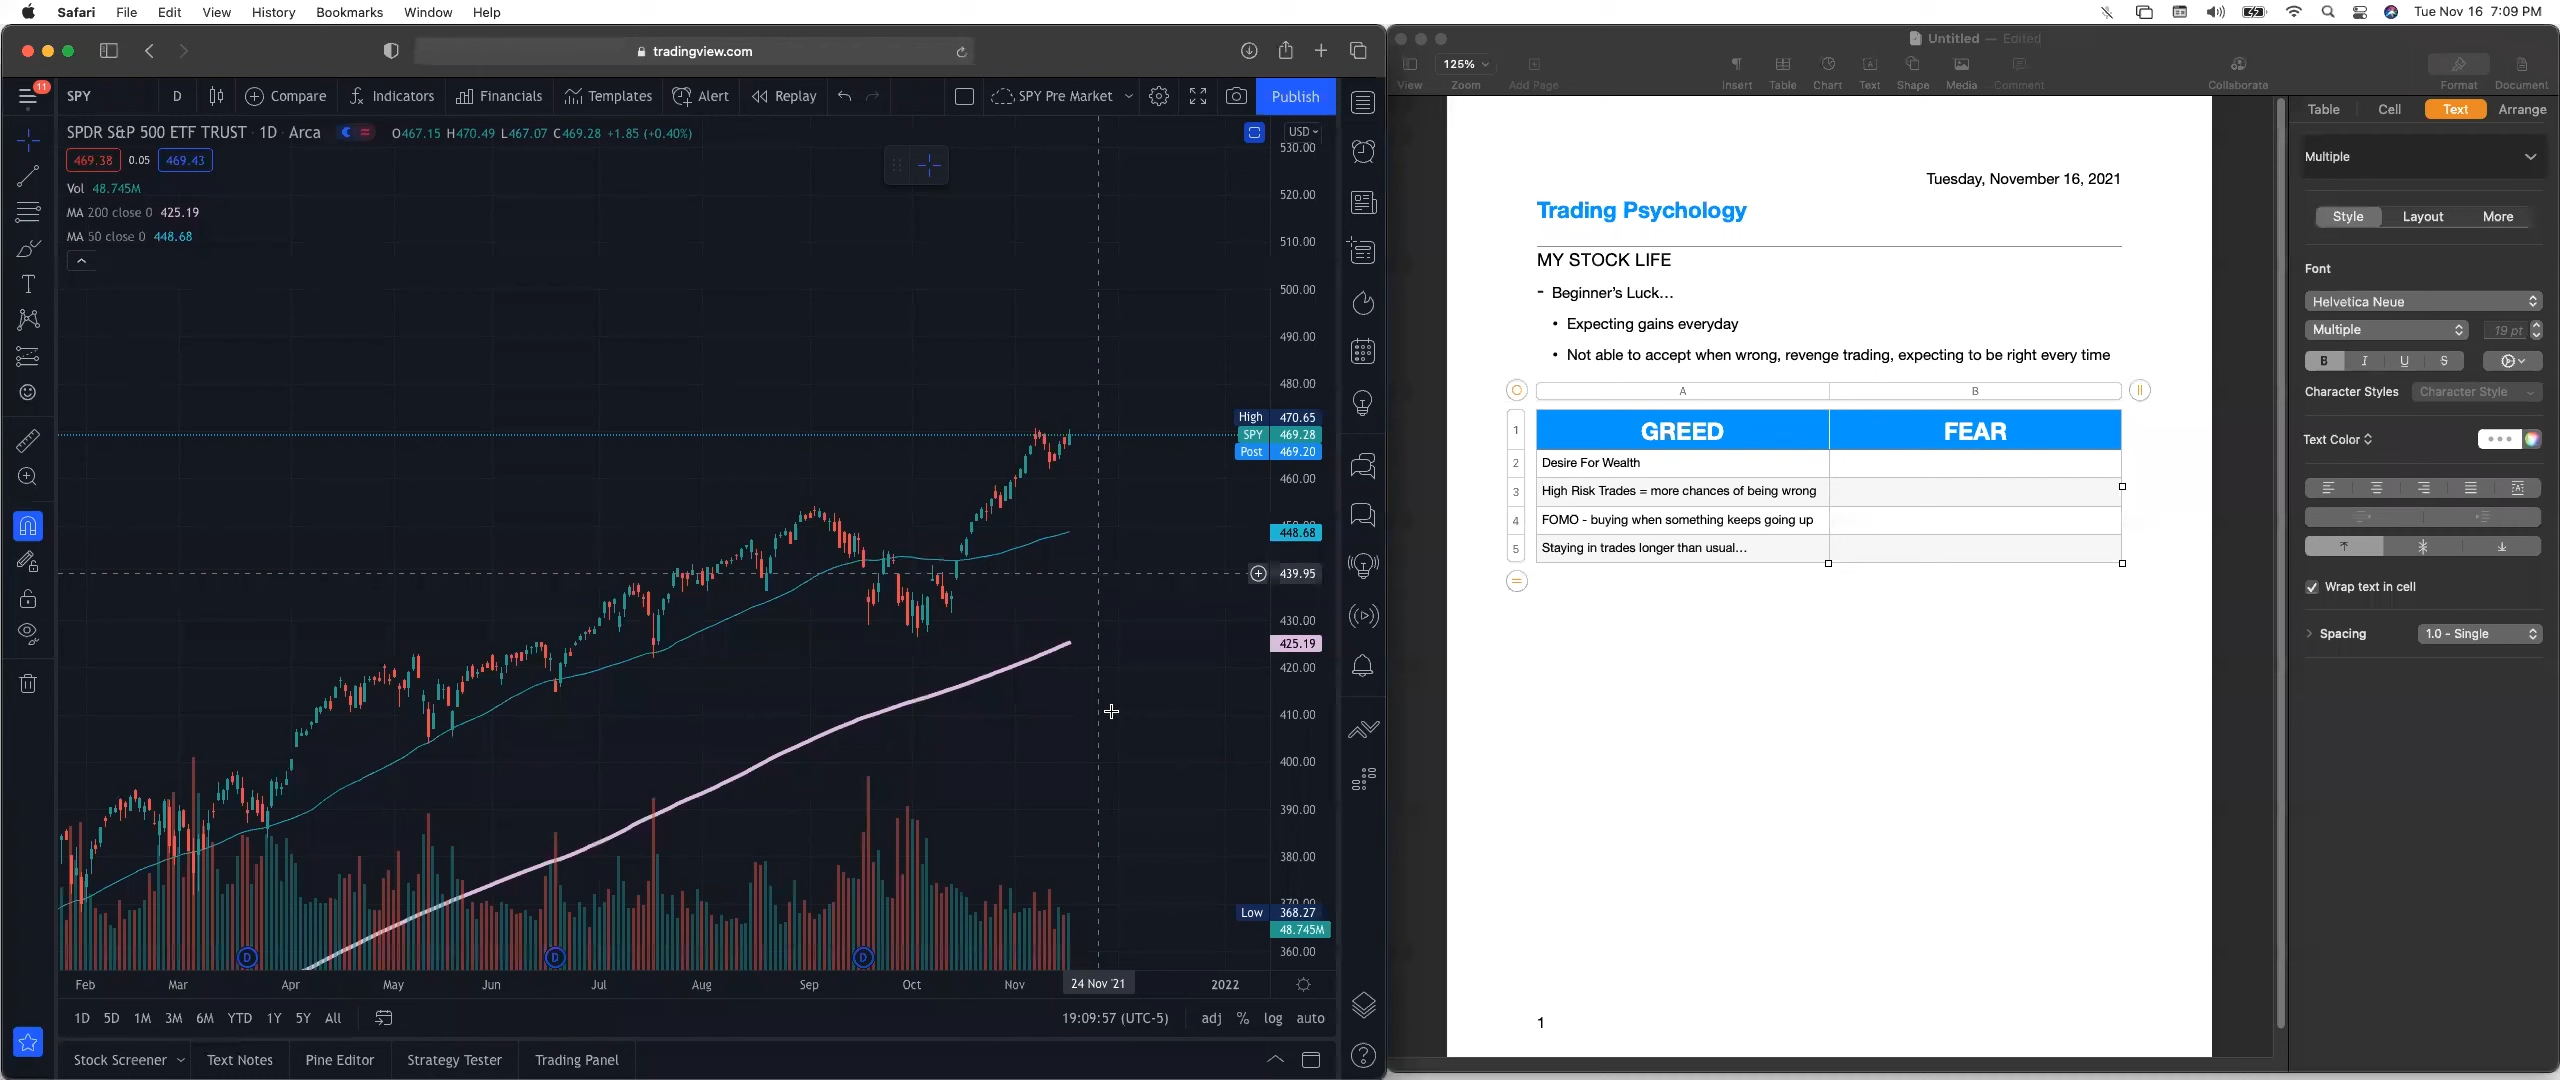 Safari File Edit View History Bookmarks Window Help
Tue Nov 16 7:09 PM
tradingview.com
11
SPY D Compare Indicators Financials Templates Alert Replay SPY Pre Market Publish
SPDR S&P 500 ETF TRUST · 1D · Arca O467.15 H470.49 L467.07 C469.28 +1.85 (+0.40%)
USD
469.38 0.05 469.43
Vol 48.745M
MA 200 close 0 425.19
MA 50 close 0 448.68
530.00
520.00
510.00
500.00
490.00
480.00
High 470.65
SPY 469.28
Post 469.20
460.00
448.68
439.95
430.00
425.19
420.00
410.00
400.00
390.00
380.00
Low 368.27
48.745M
360.00
D D D
Feb Mar Apr May Jun Jul Aug Sep Oct Nov 24 Nov '21 2022
1D 5D 1M 3M 6M YTD 1Y 5Y All
19:09:57 (UTC-5) adj % log auto
Stock Screener Text Notes Pine Editor Strategy Tester Trading Panel
Untitled — Edited
125%
View Zoom Add Page Insert Table Chart Text Shape Media Comment Collaborate Format Document
Tuesday, November 16, 2021
Trading Psychology
MY STOCK LIFE
- Beginner's Luck...
• Expecting gains everyday
• Not able to accept when wrong, revenge trading, expecting to be right every time
A B
1 GREED FEAR
2 Desire For Wealth
3 High Risk Trades = more chances of being wrong
4 FOMO - buying when something keeps going up
5 Staying in trades longer than usual...
1
Table Cell Text Arrange
Multiple
Style Layout More
Font
Helvetica Neue
Multiple 19 pt
B I U S
Character Styles Character Style
Text Color
Wrap text in cell
Spacing 1.0 - Single